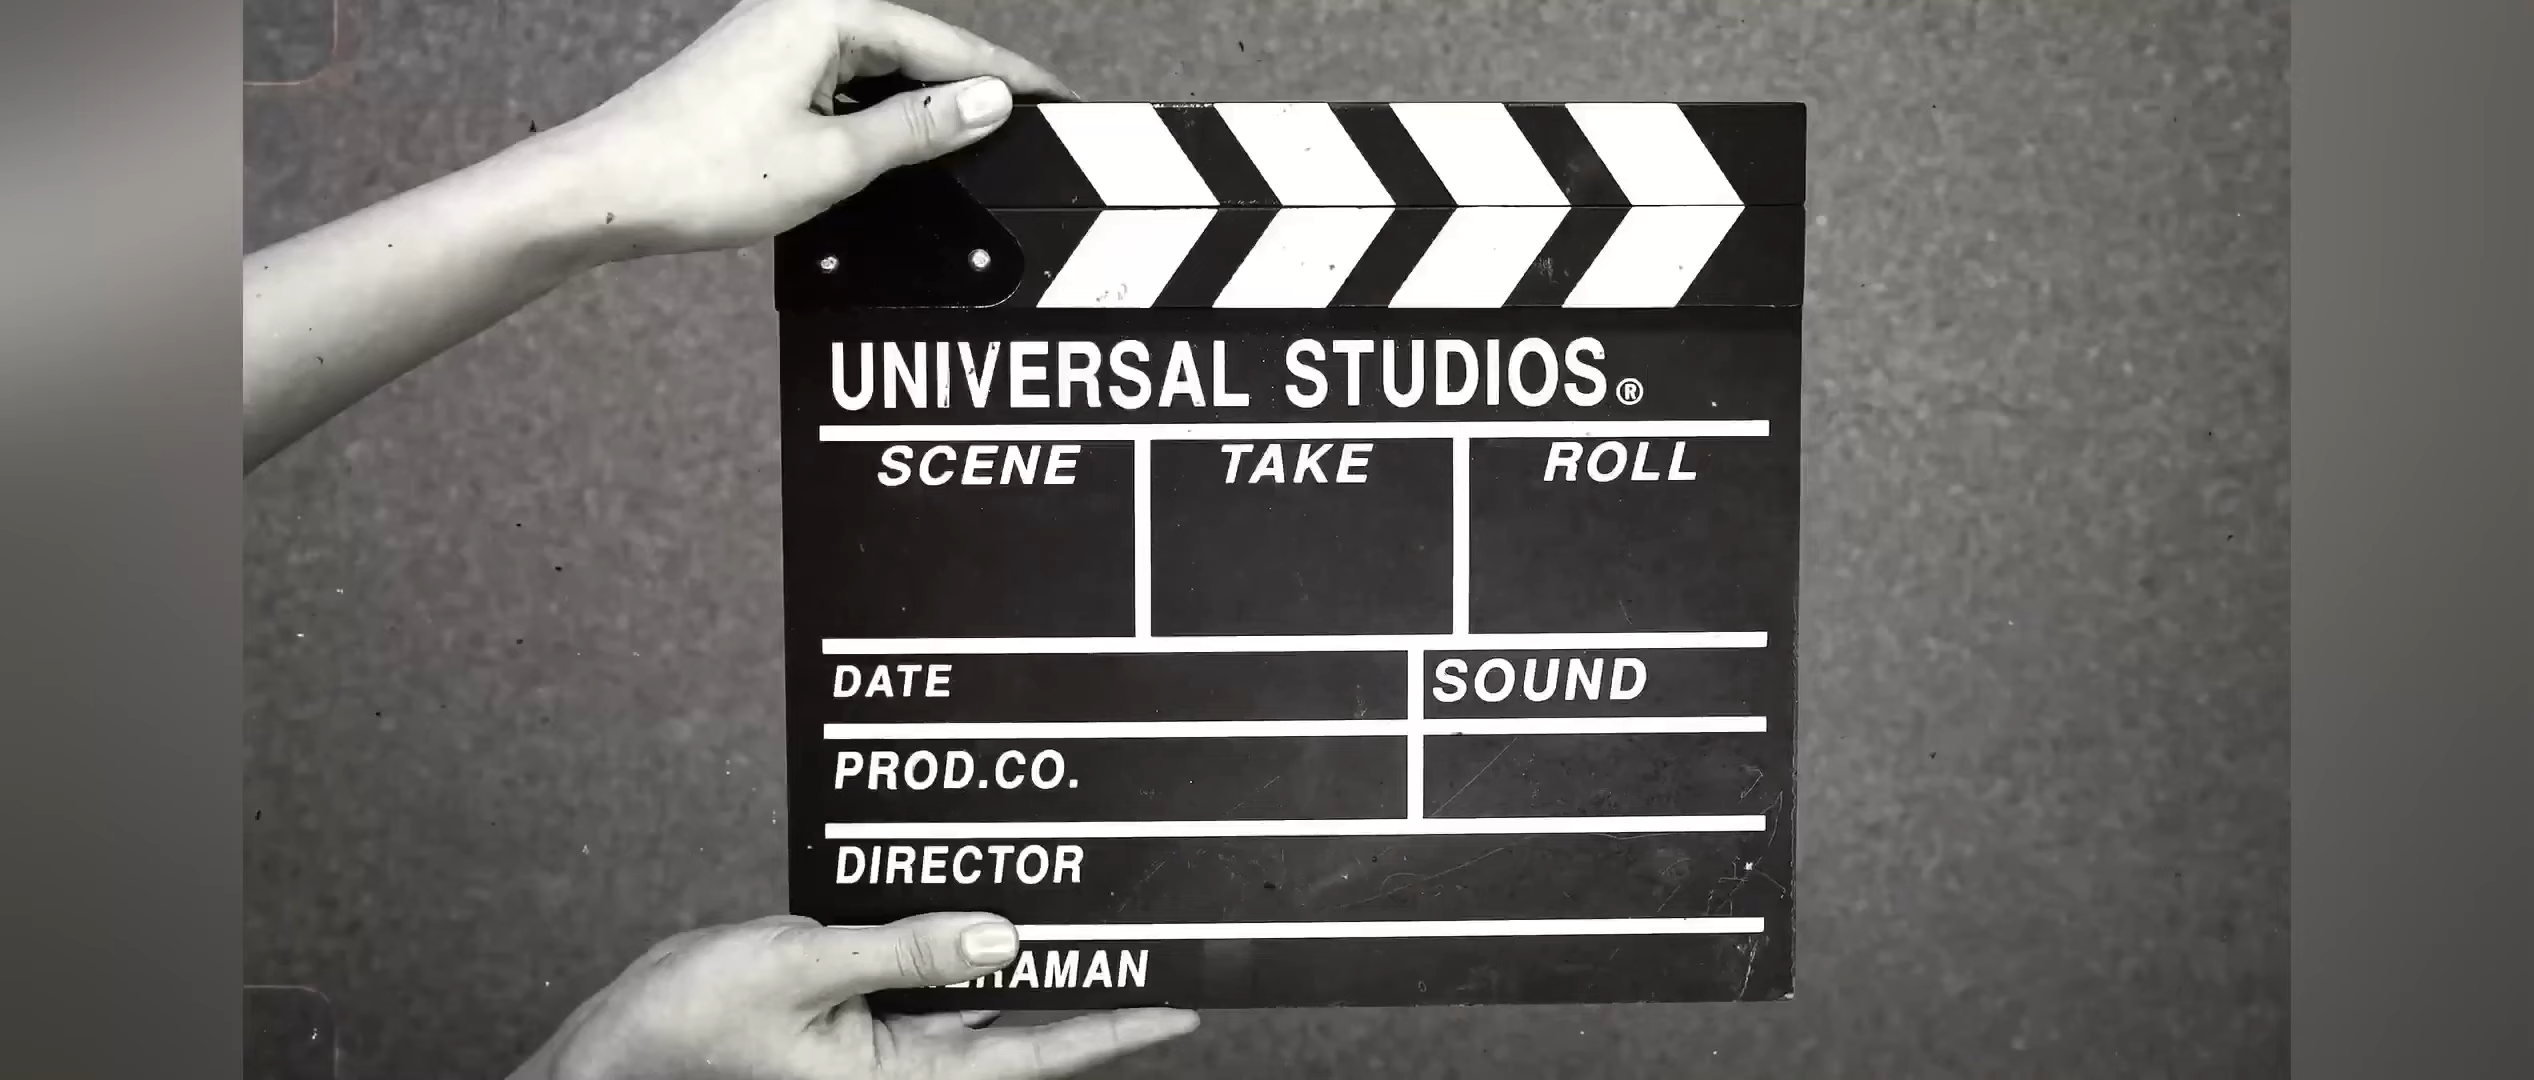 UNIVERSAL STUDIOS®
SCENE TAKE ROLL
DATE SOUND
PROD.CO.
DIRECTOR